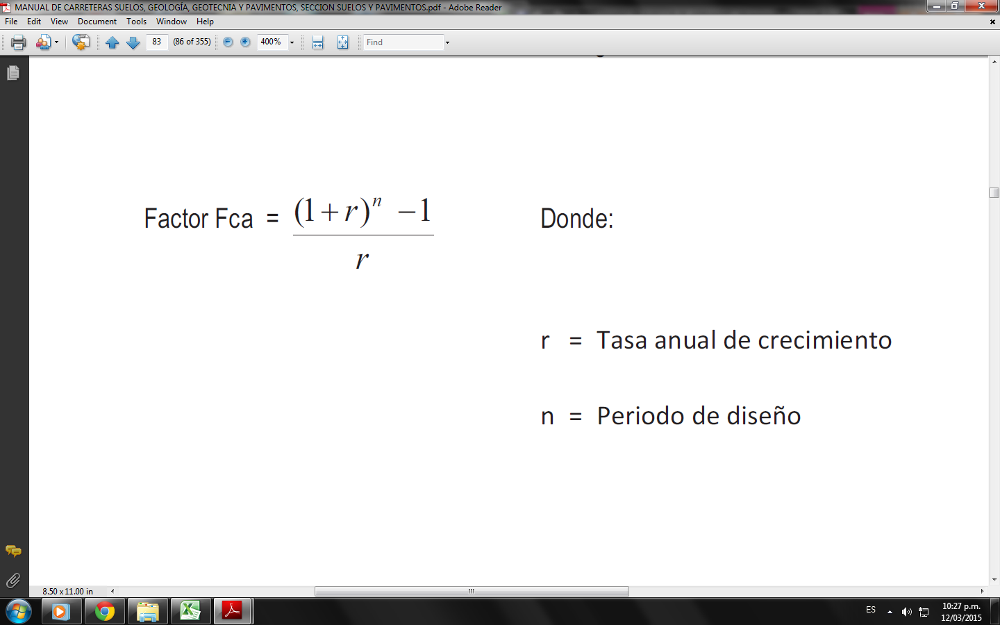 MANUAL DE CARRETERAS SUELOS, GEOLOGÍA, GEOTECNIA Y PAVIMENTOS, SECCION SUELOS Y PAVIMENTOS.pdf - Adobe Reader
File Edit View Document Tools Window Help
83 (86 of 355) 400% Find
Factor Fca = (1+r)^n −1 / r
Donde:
r = Tasa anual de crecimiento
n = Periodo de diseño
8.50 x 11.00 in
ES
10:27 p.m.
12/03/2015